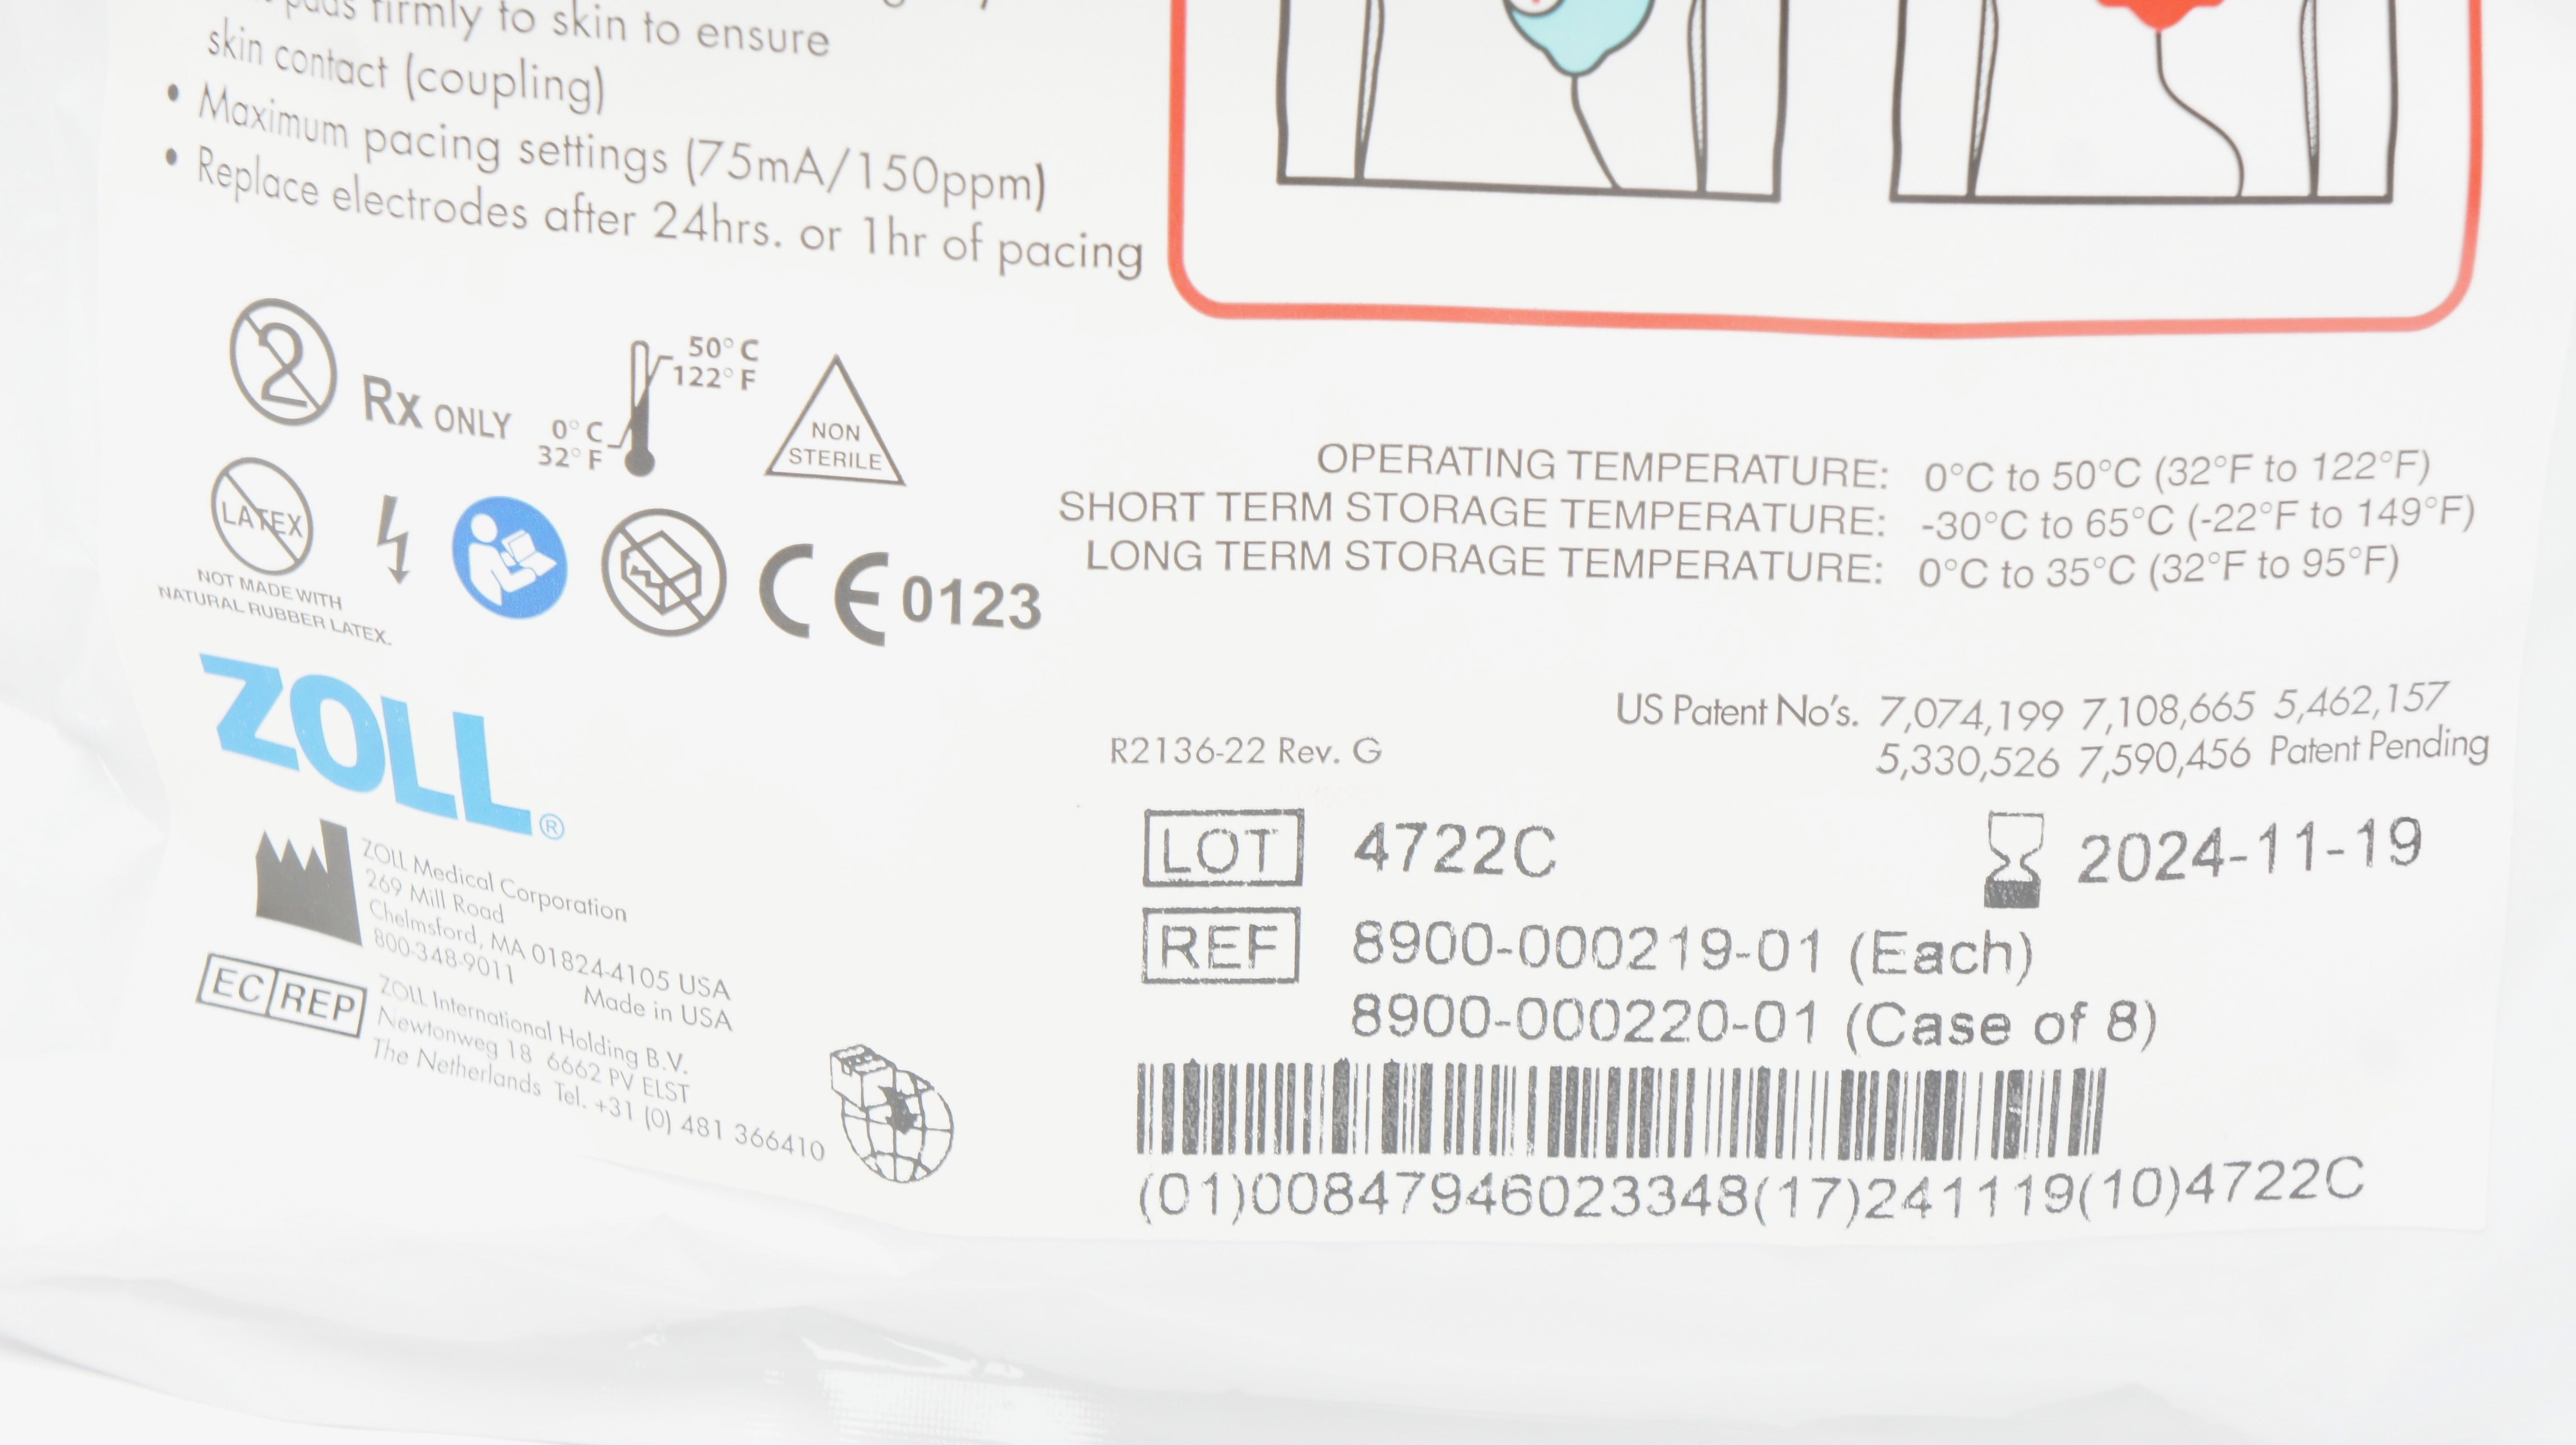 pads firmly to skin to ensure
skin contact (coupling)
• Maximum pacing settings (75mA/150ppm)
• Replace electrodes after 24hrs. or 1hr of pacing
2
Rx ONLY
50°C
122°F
0°C
32°F
NON
STERILE
LATEX
NOT MADE WITH
NATURAL RUBBER LATEX.
CE 0123
OPERATING TEMPERATURE: 0°C to 50°C (32°F to 122°F)
SHORT TERM STORAGE TEMPERATURE: -30°C to 65°C (-22°F to 149°F)
LONG TERM STORAGE TEMPERATURE: 0°C to 35°C (32°F to 95°F)
ZOLL®
ZOLL Medical Corporation
269 Mill Road
Chelmsford, MA 01824-4105 USA
800-348-9011 Made in USA
EC REP
ZOLL International Holding B.V.
Newtonweg 18 6662 PV ELST
The Netherlands Tel. +31 (0) 481 366410
US Patent No's. 7,074,199 7,108,665 5,462,157
5,330,526 7,590,456 Patent Pending
R2136-22 Rev. G
LOT 4722C
2024-11-19
REF 8900-000219-01 (Each)
8900-000220-01 (Case of 8)
(01)00847946023348(17)241119(10)4722C